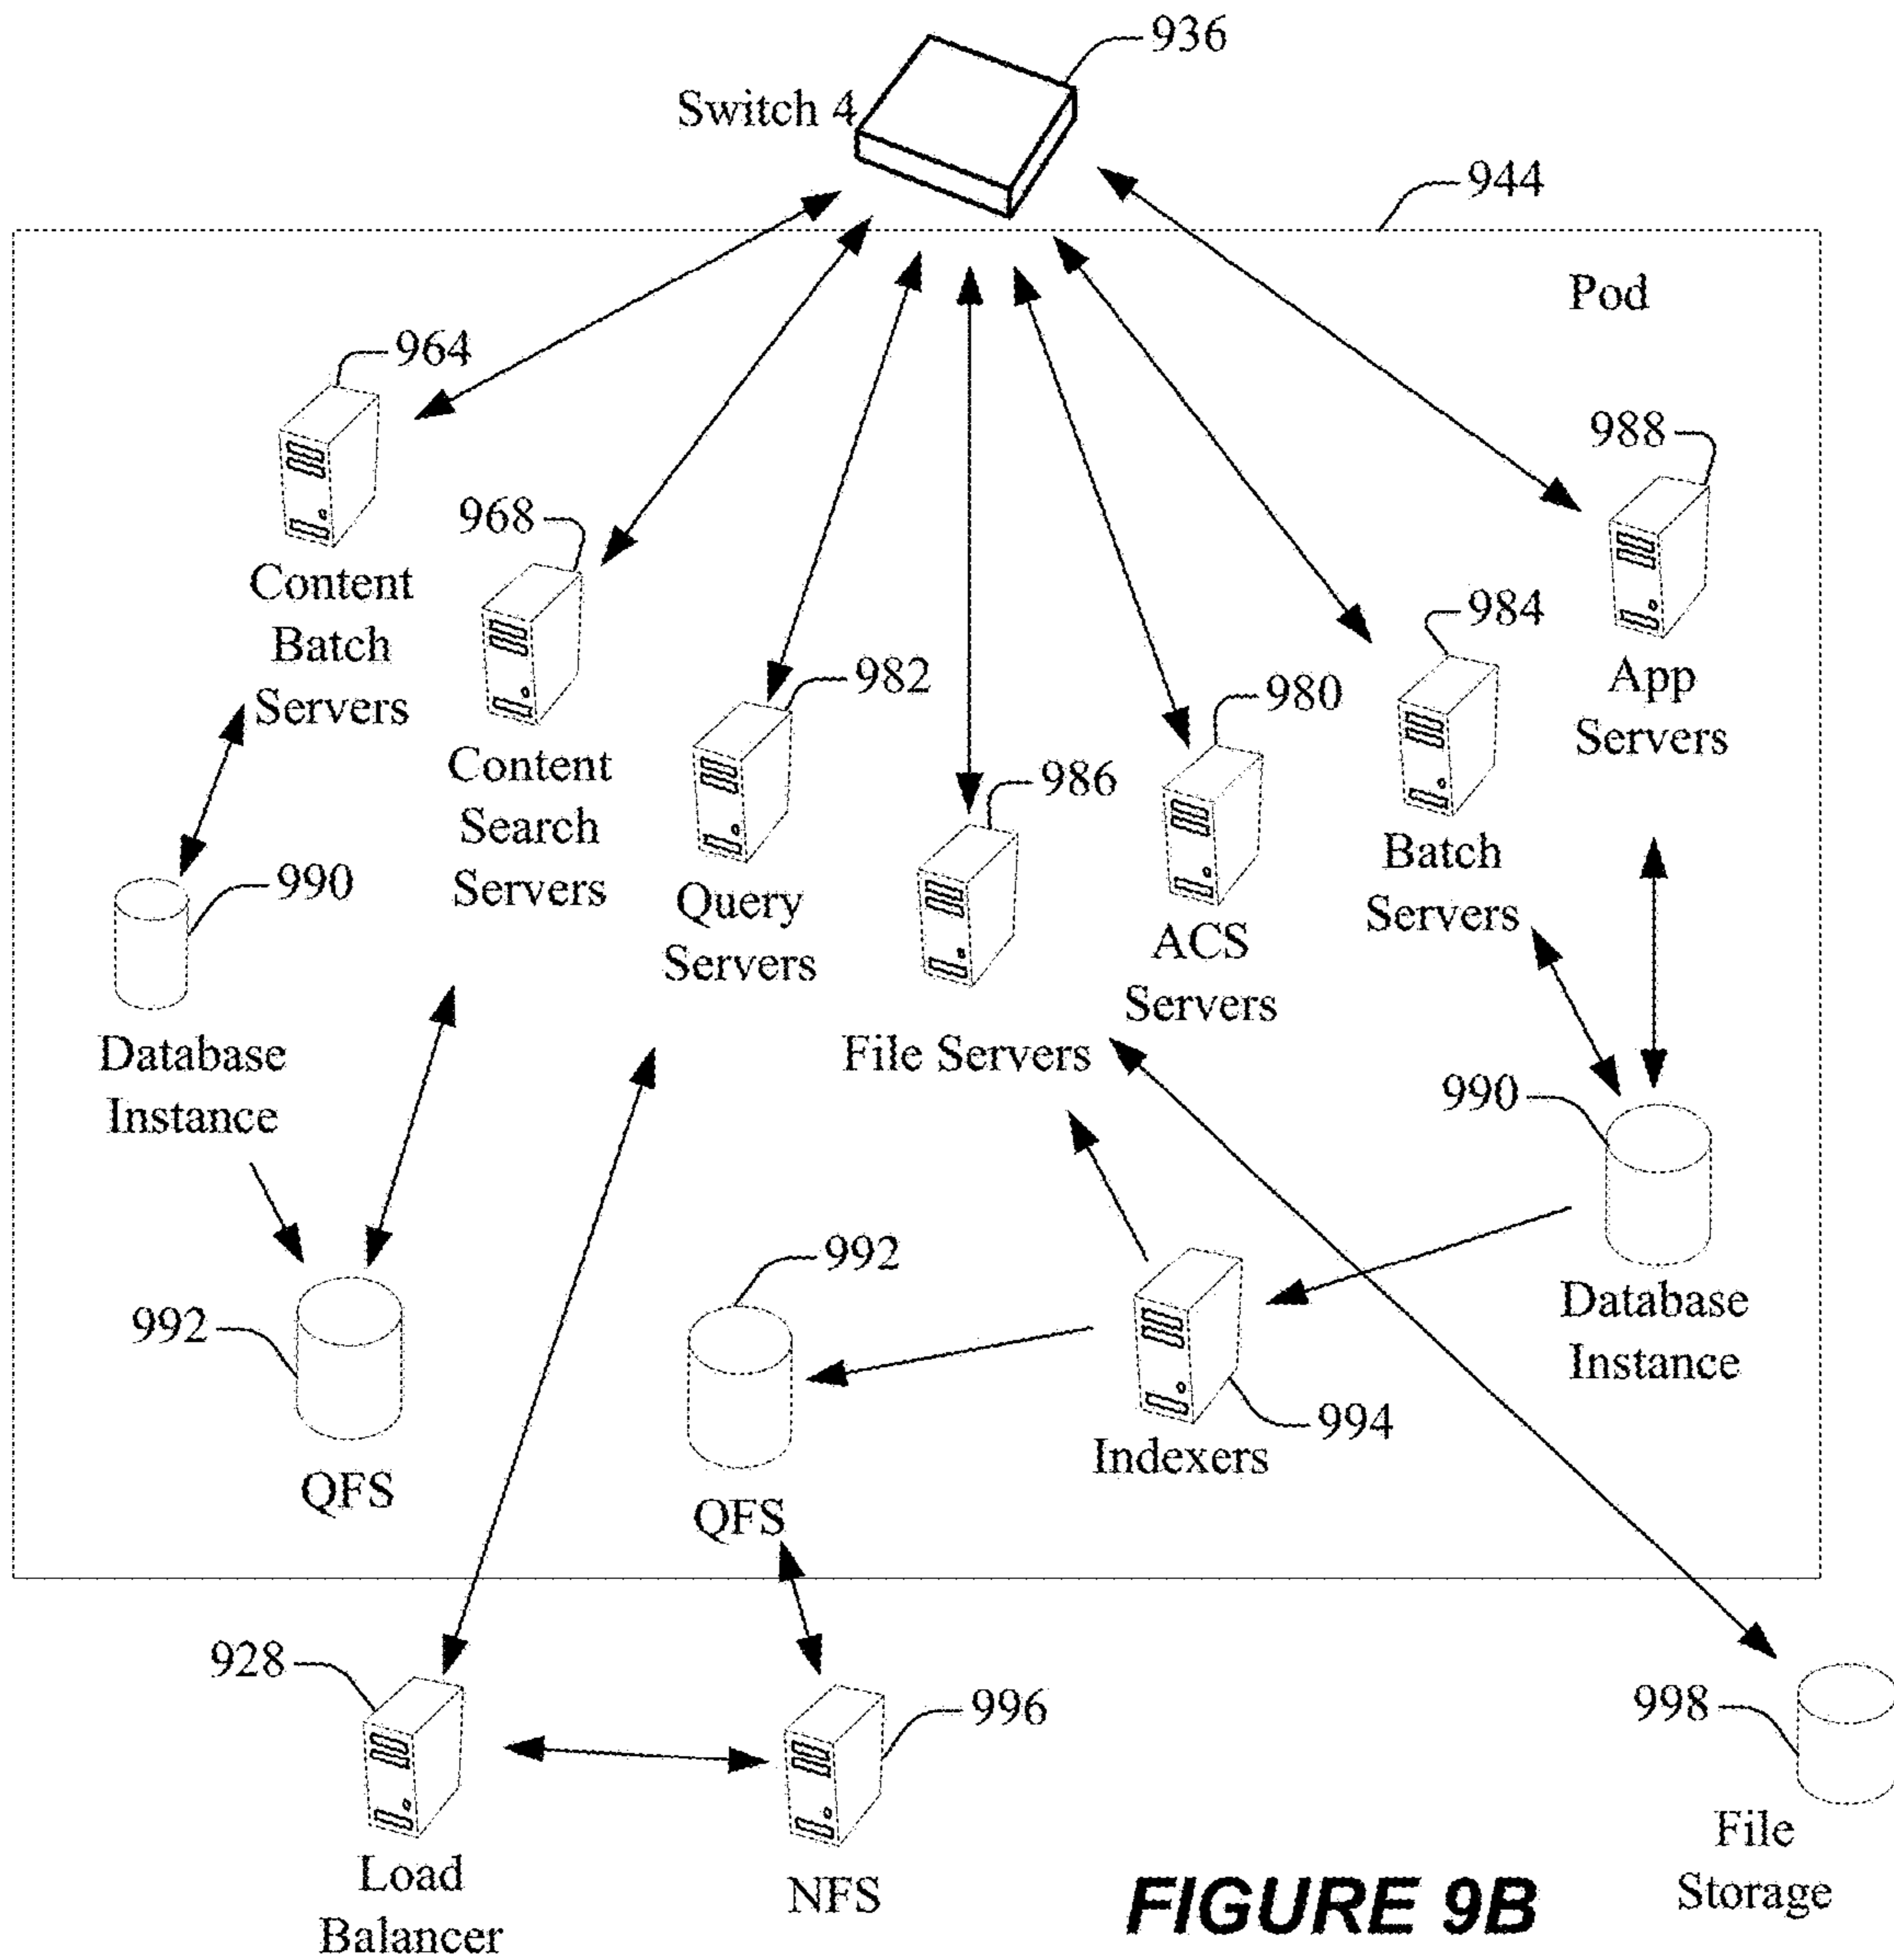 936
Switch 4
944
Pod
964
988
968
Content
Batch
Servers
984
982
980
App
Servers
Content
Search
Servers
986
990
Query
Servers
Batch
Servers
ACS
Servers
Database
Instance
File Servers
990
992
992
Database
Instance
994
Indexers
QFS
QFS
928
996
998
Load
Balancer
NFS
File
Storage
FIGURE 9B